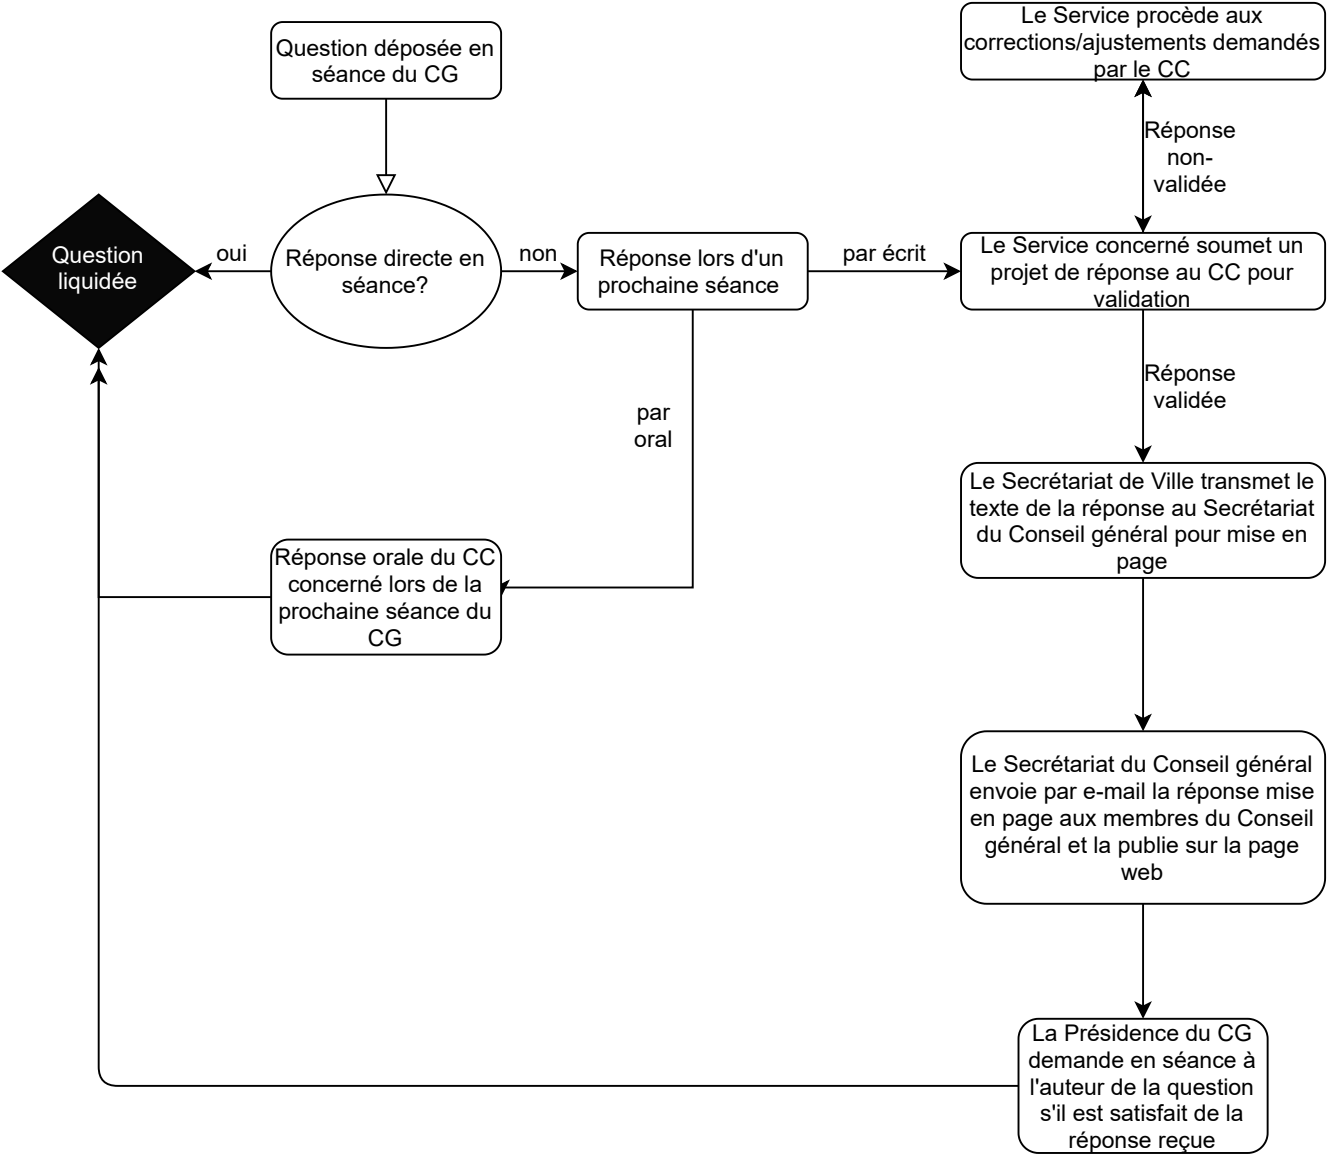 Question déposée en
séance du CG
Le Service procède aux
corrections/ajustements demandés
par le CC
Réponse
non-
validée
Question
liquidée
oui
Réponse directe en
séance?
non
Réponse lors d'un
prochaine séance
par écrit
Le Service concerné soumet un
projet de réponse au CC pour
validation
Réponse
validée
par
oral
Le Secrétariat de Ville transmet le
texte de la réponse au Secrétariat
du Conseil général pour mise en
page
Réponse orale du CC
concerné lors de la
prochaine séance du
CG
Le Secrétariat du Conseil général
envoie par e-mail la réponse mise
en page aux membres du Conseil
général et la publie sur la page
web
La Présidence du CG
demande en séance à
l'auteur de la question
s'il est satisfait de la
réponse reçue